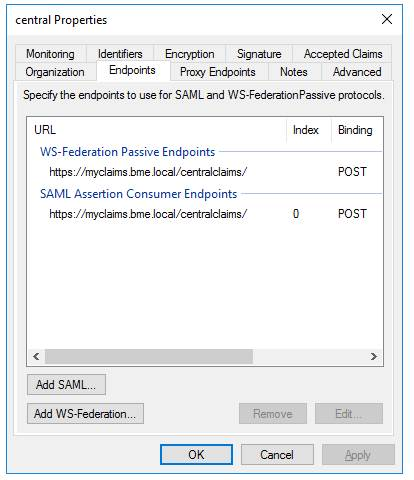 central Properties
Monitoring Identifiers Encryption Signature Accepted Claims
Organization Endpoints Proxy Endpoints Notes Advanced
Specify the endpoints to use for SAML and WS-FederationPassive protocols.
URL Index Binding
WS-Federation Passive Endpoints
https://myclaims.bme.local/centralclaims/ POST
SAML Assertion Consumer Endpoints
https://myclaims.bme.local/centralclaims/ 0 POST
Add SAML...
Add WS-Federation... Remove Edit...
OK Cancel Apply